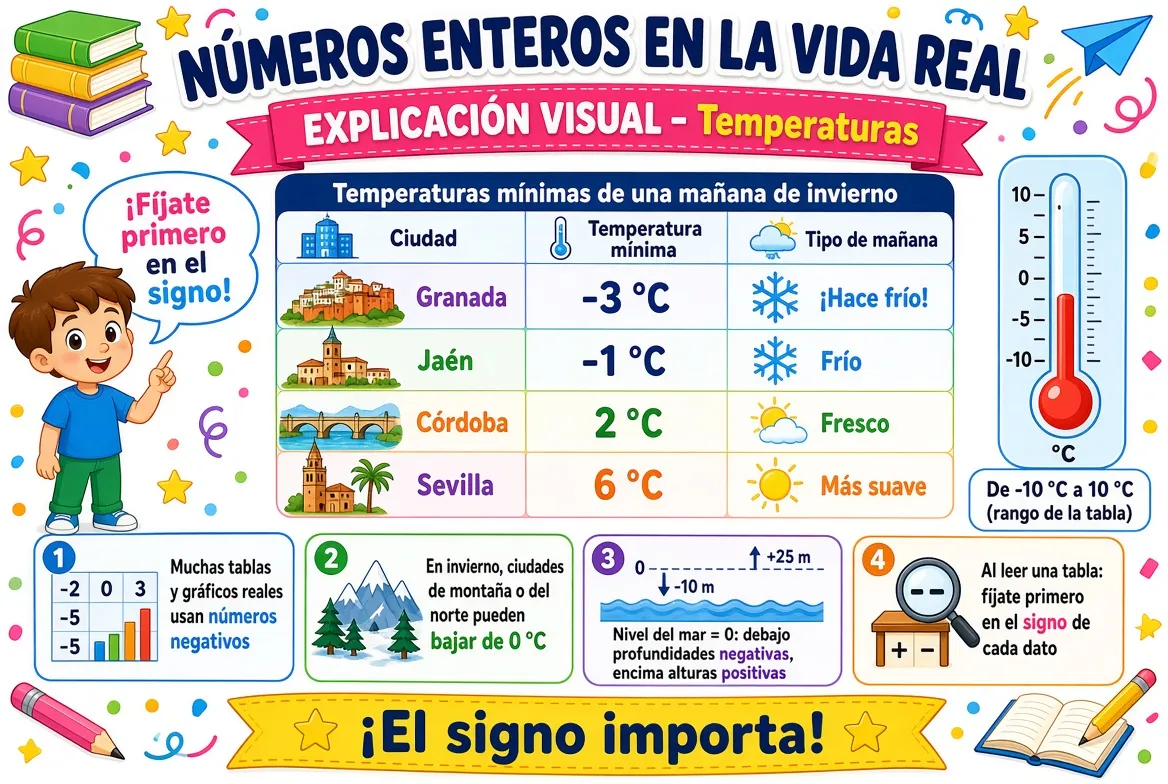 NÚMEROS ENTEROS EN LA VIDA REAL
EXPLICACIÓN VISUAL - Temperaturas
¡Fíjate
primero
en el
signo!
Temperaturas mínimas de una mañana de invierno
Ciudad
Temperatura
mínima
Tipo de mañana
Granada
-3 °C
¡Hace frío!
Jaén
-1 °C
Frío
Córdoba
2 °C
Fresco
Sevilla
6 °C
Más suave
10
5
0
-5
-10
°C
De -10 °C a 10 °C
(rango de la tabla)
1
-2 0 3
-5
-5
Muchas tablas
y gráficos reales
usan números
negativos
2
En invierno, ciudades
de montaña o del
norte pueden
bajar de 0 °C
3
0
+25 m
-10 m
Nivel del mar = 0: debajo
profundidades negativas,
encima alturas positivas
4
--
+ -
Al leer una tabla:
fíjate primero
en el signo de
cada dato
¡El signo importa!